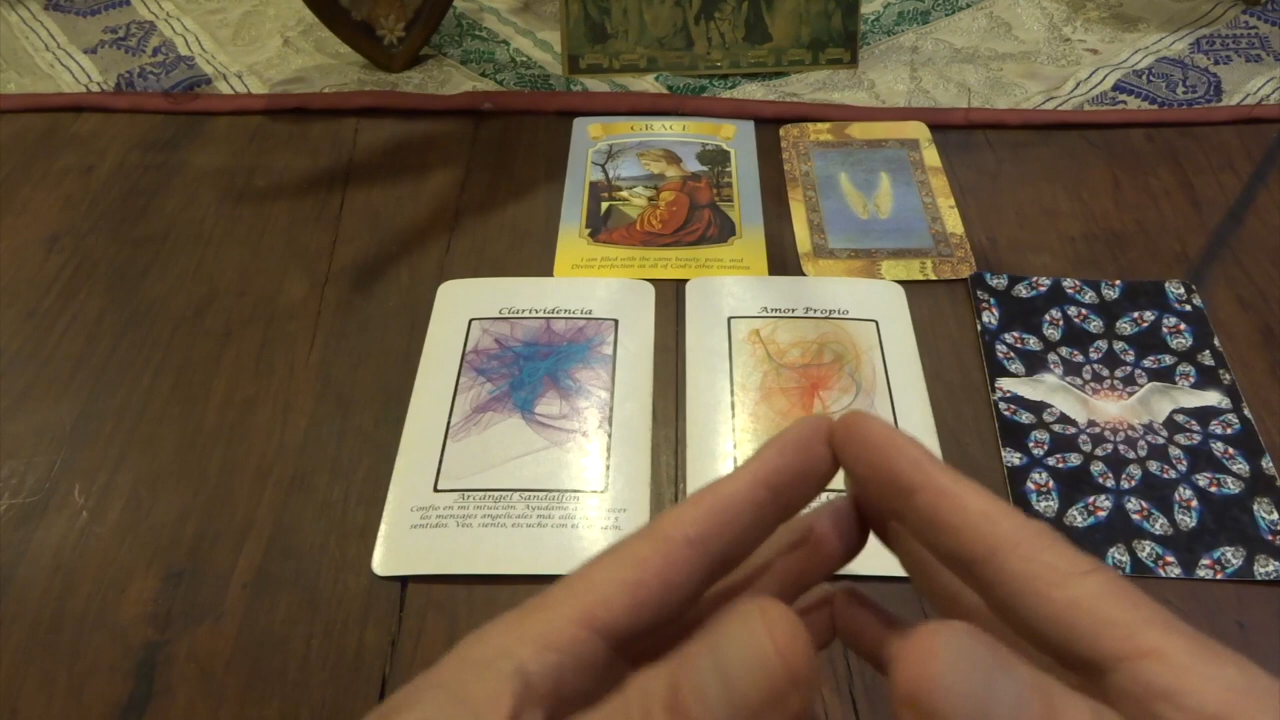 GRACE
I am filled with the same beauty, poise, and
Divine perfection as all of God's other creations.
Clarividencia
Amor Propio
Arcángel Sandalfón
Confío en mi intuición. Ayúdame a
los mensajes angelicales más allá 5
sentidos. Veo, siento, escucho con el corazón.